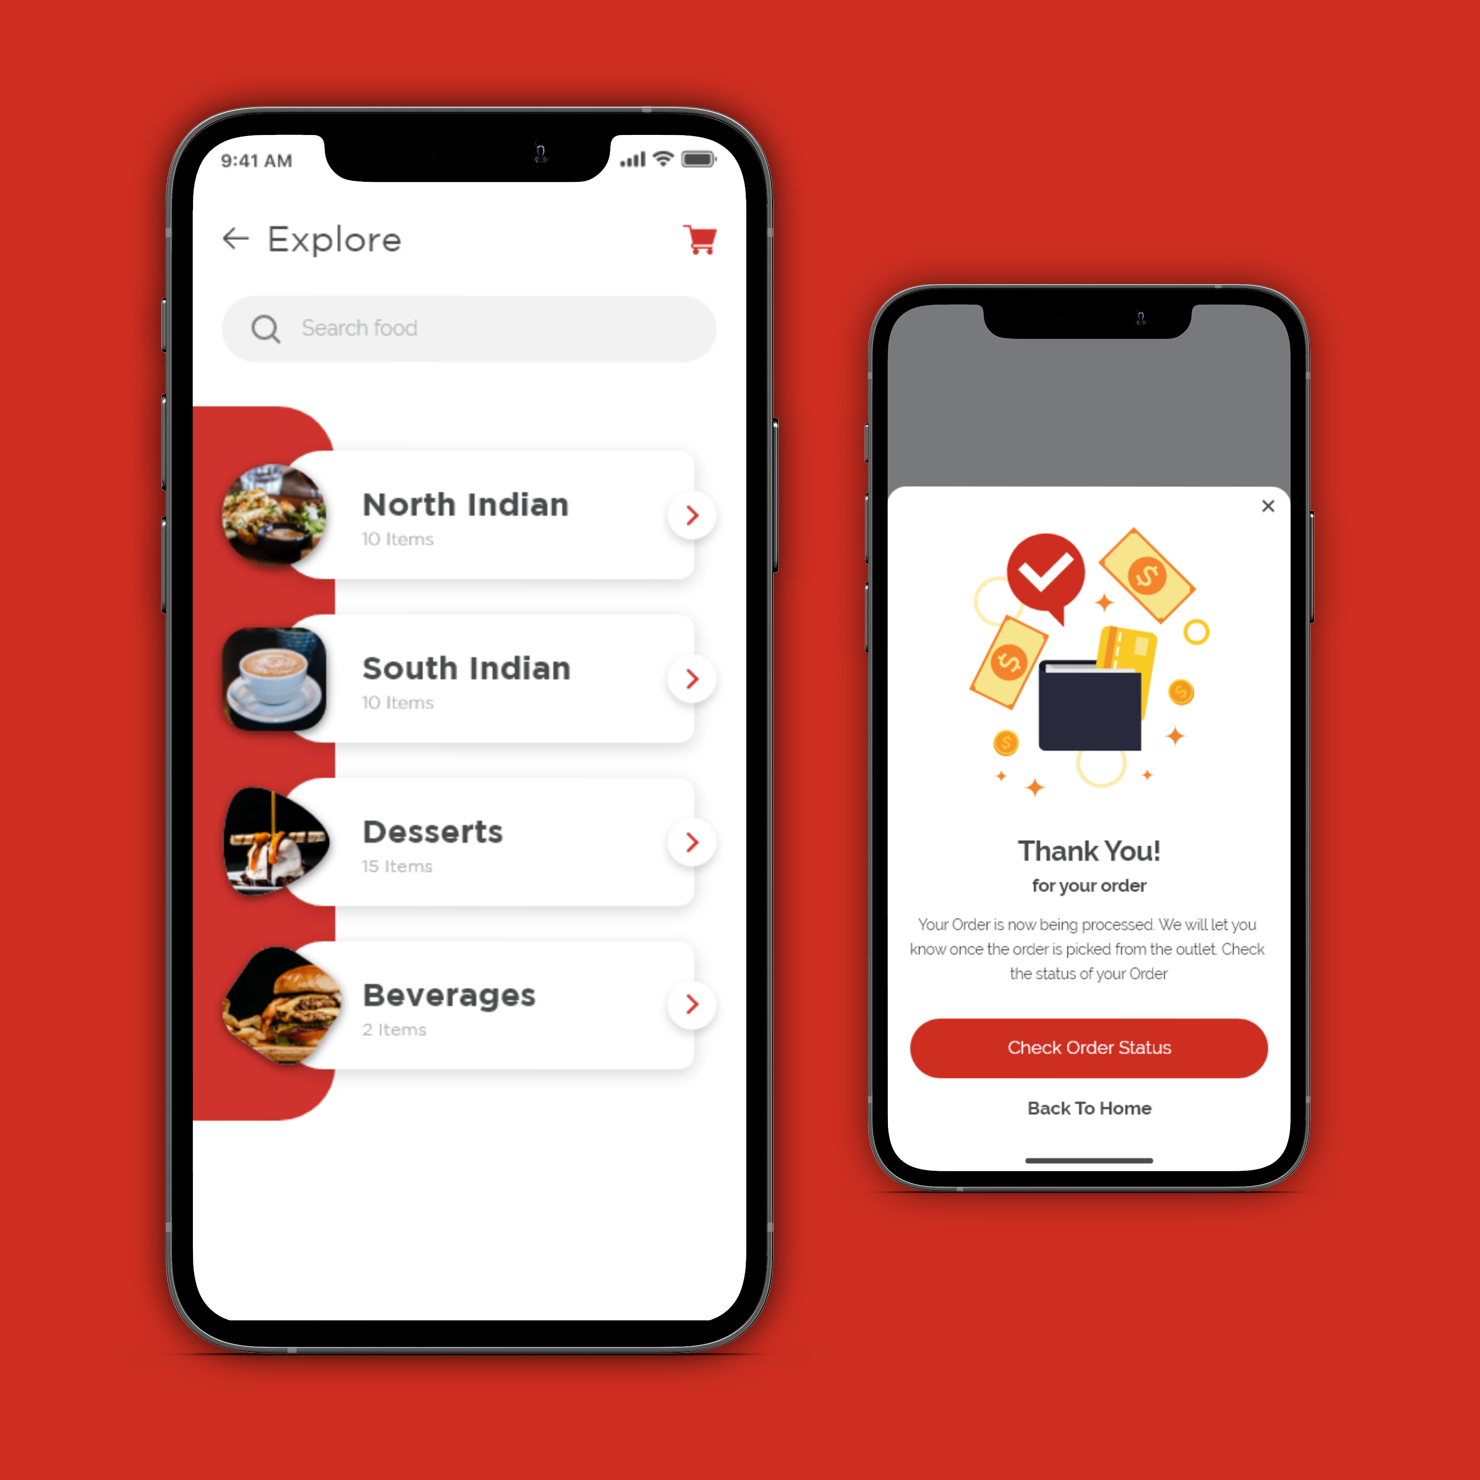 9:41 AM
Explore
Search food
North Indian
10 Items
South Indian
10 Items
Desserts
15 Items
Beverages
2 Items
Thank You!
for your order
Your Order is now being processed. We will let you
know once the order is picked from the outlet. Check
the status of your Order
Check Order Status
Back To Home